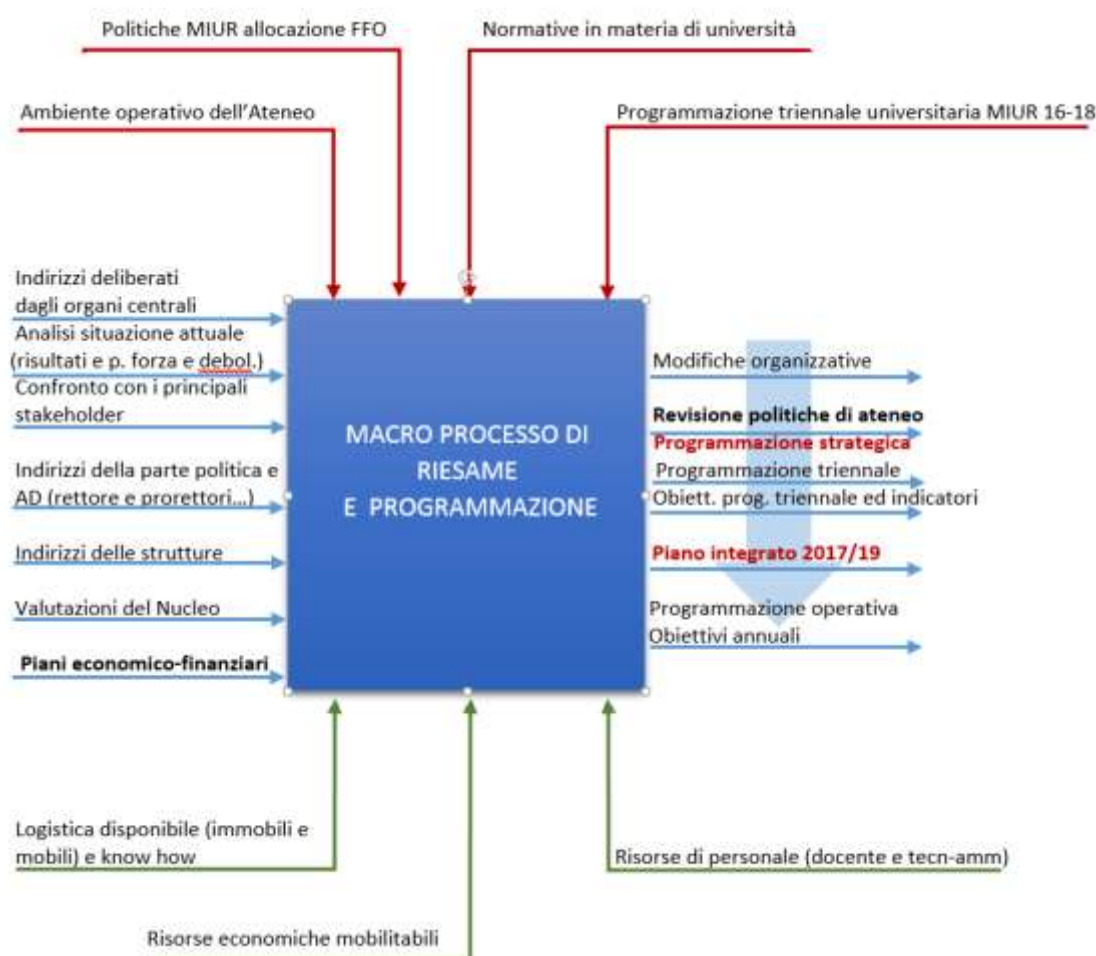 Politiche MIUR allocazione FFO
Normative in materia di università
Ambiente operativo dell'Ateneo
Programmazione triennale universitaria MIUR 16-18
Indirizzi deliberati
dagli organi centrali
Analisi situazione attuale
(risultati e p. forza e debol.)
Confronto con i principali
stakeholder
Indirizzi della parte politica e
AD (rettore e prorettori...)
Indirizzi delle strutture
Valutazioni del Nucleo
Piani economico-finanziari
MACRO PROCESSO DI
RIESAME
E PROGRAMMAZIONE
Modifiche organizzative
Revisione politiche di ateneo
Programmazione strategica
Programmazione triennale
Obiett. prog. triennale ed indicatori
Piano integrato 2017/19
Programmazione operativa
Obiettivi annuali
Logistica disponibile (immobili e
mobili) e know how
Risorse di personale (docente e tecn-amm)
Risorse economiche mobilitabili